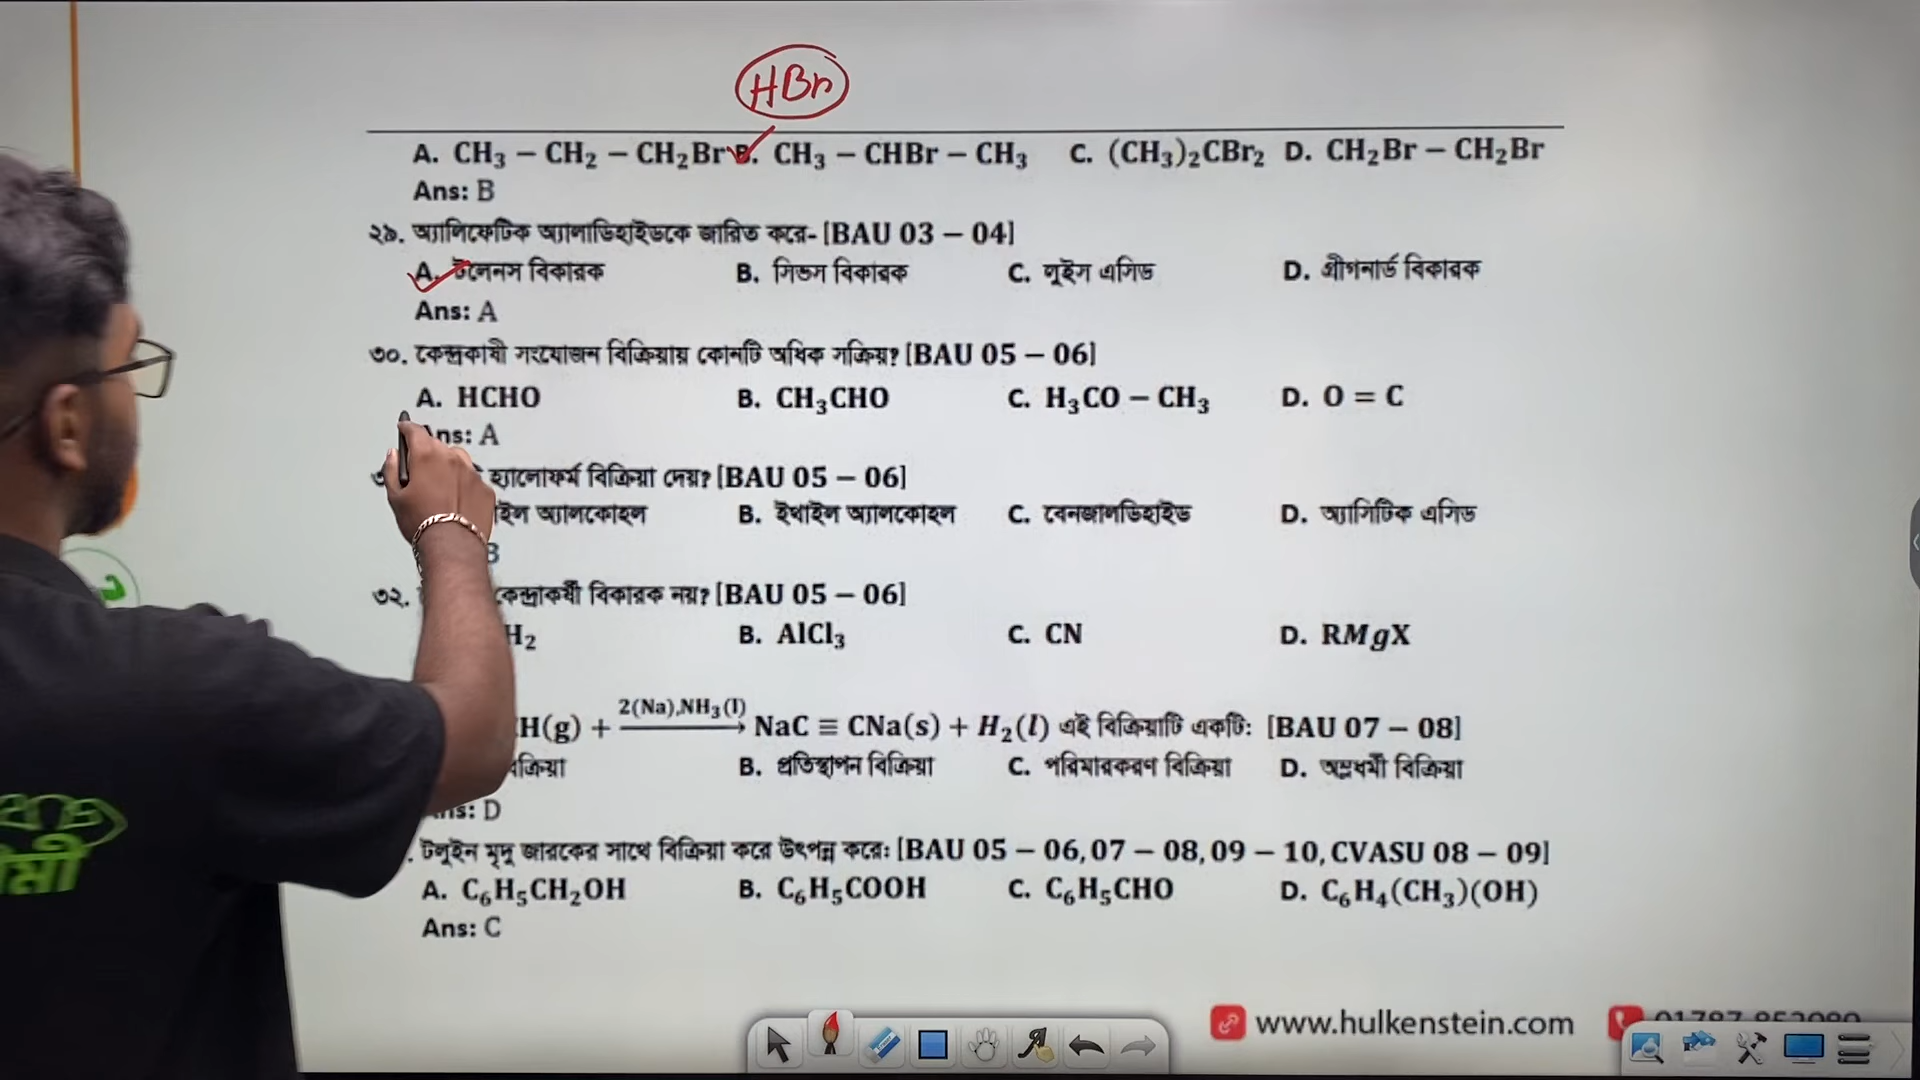 HBr
A. CH₃ – CH₂ – CH₂Br B. CH₃ – CHBr – CH₃ C. (CH₃)₂CBr₂ D. CH₂Br – CH₂Br
Ans: B
২৯. অ্যালিফেটিক অ্যালাডিহাইডকে জারিত করে- [BAU 03 – 04]
A. টলেনস বিকারক B. সিডস বিকারক C. লুইস এসিড D. গ্রীগনার্ড বিকারক
Ans: A
৩০. কেন্দ্রকাষী সংযোজন বিক্রিয়ায় কোনটি অধিক সক্রিয়? [BAU 05 – 06]
A. HCHO B. CH₃CHO C. H₃CO – CH₃ D. O = C
Ans: A
হ্যালোফর্ম বিক্রিয়া দেয়? [BAU 05 – 06]
অ্যালকোহল B. ইথাইল অ্যালকোহল C. বেনজালডিহাইড D. অ্যাসিটিক এসিড
B
৩২. কেন্দ্রাকর্ষী বিকারক নয়? [BAU 05 – 06]
H₂ B. AlCl₃ C. CN D. RMgX
H(g) + 2(Na),NH₃(l) → NaC ≡ CNa(s) + H₂(l) এই বিক্রিয়াটি একটি: [BAU 07 – 08]
B. প্রতিস্থাপন বিক্রিয়া C. পরিমারকরণ বিক্রিয়া D. অম্লধর্মী বিক্রিয়া
Ans: D
. টলুইন মৃদু জারকের সাথে বিক্রিয়া করে উৎপন্ন করে: [BAU 05 – 06, 07 – 08, 09 – 10, CVASU 08 – 09]
A. C₆H₅CH₂OH B. C₆H₅COOH C. C₆H₅CHO D. C₆H₄(CH₃)(OH)
Ans: C
www.hulkenstein.com